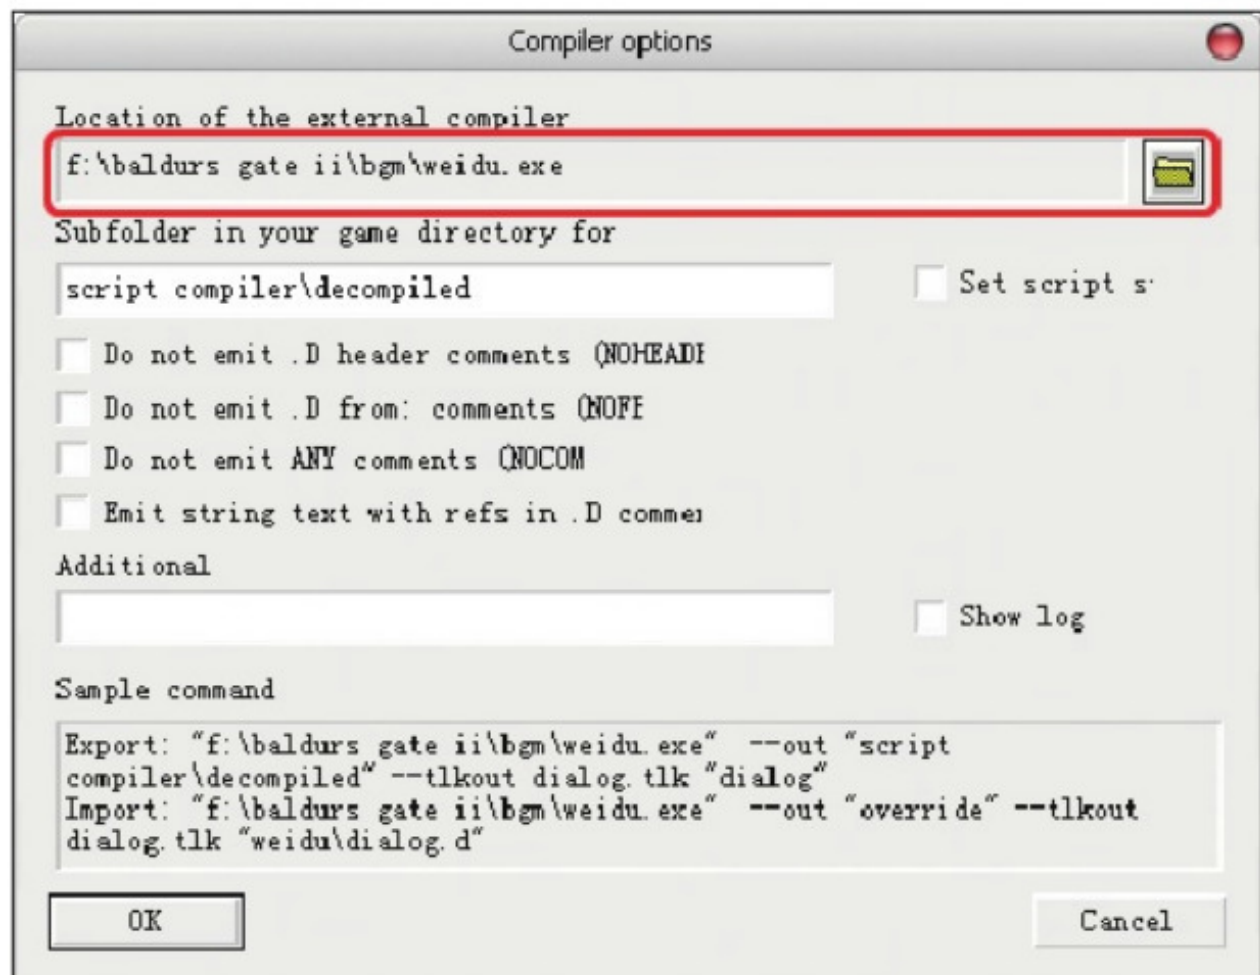 Compiler options
Location of the external compiler
f:\baldurs gate ii\bgm\weidu.exe
Subfolder in your game directory for
script compiler\decompiled
Set script s
Do not emit .D header comments (NOHEADE
Do not emit .D from: comments (NOFF
Do not emit ANY comments (NOCOM
Emit string text with refs in .D commen
Additional
Show log
Sample command
Export: "f:\baldurs gate ii\bgm\weidu.exe" --out "script
compiler\decompiled" --tlkout dialog.tlk "dialog"
Import: "f:\baldurs gate ii\bgm\weidu.exe" --out "override" --tlkout
dialog.tlk "weidu\dialog.d"
OK
Cancel